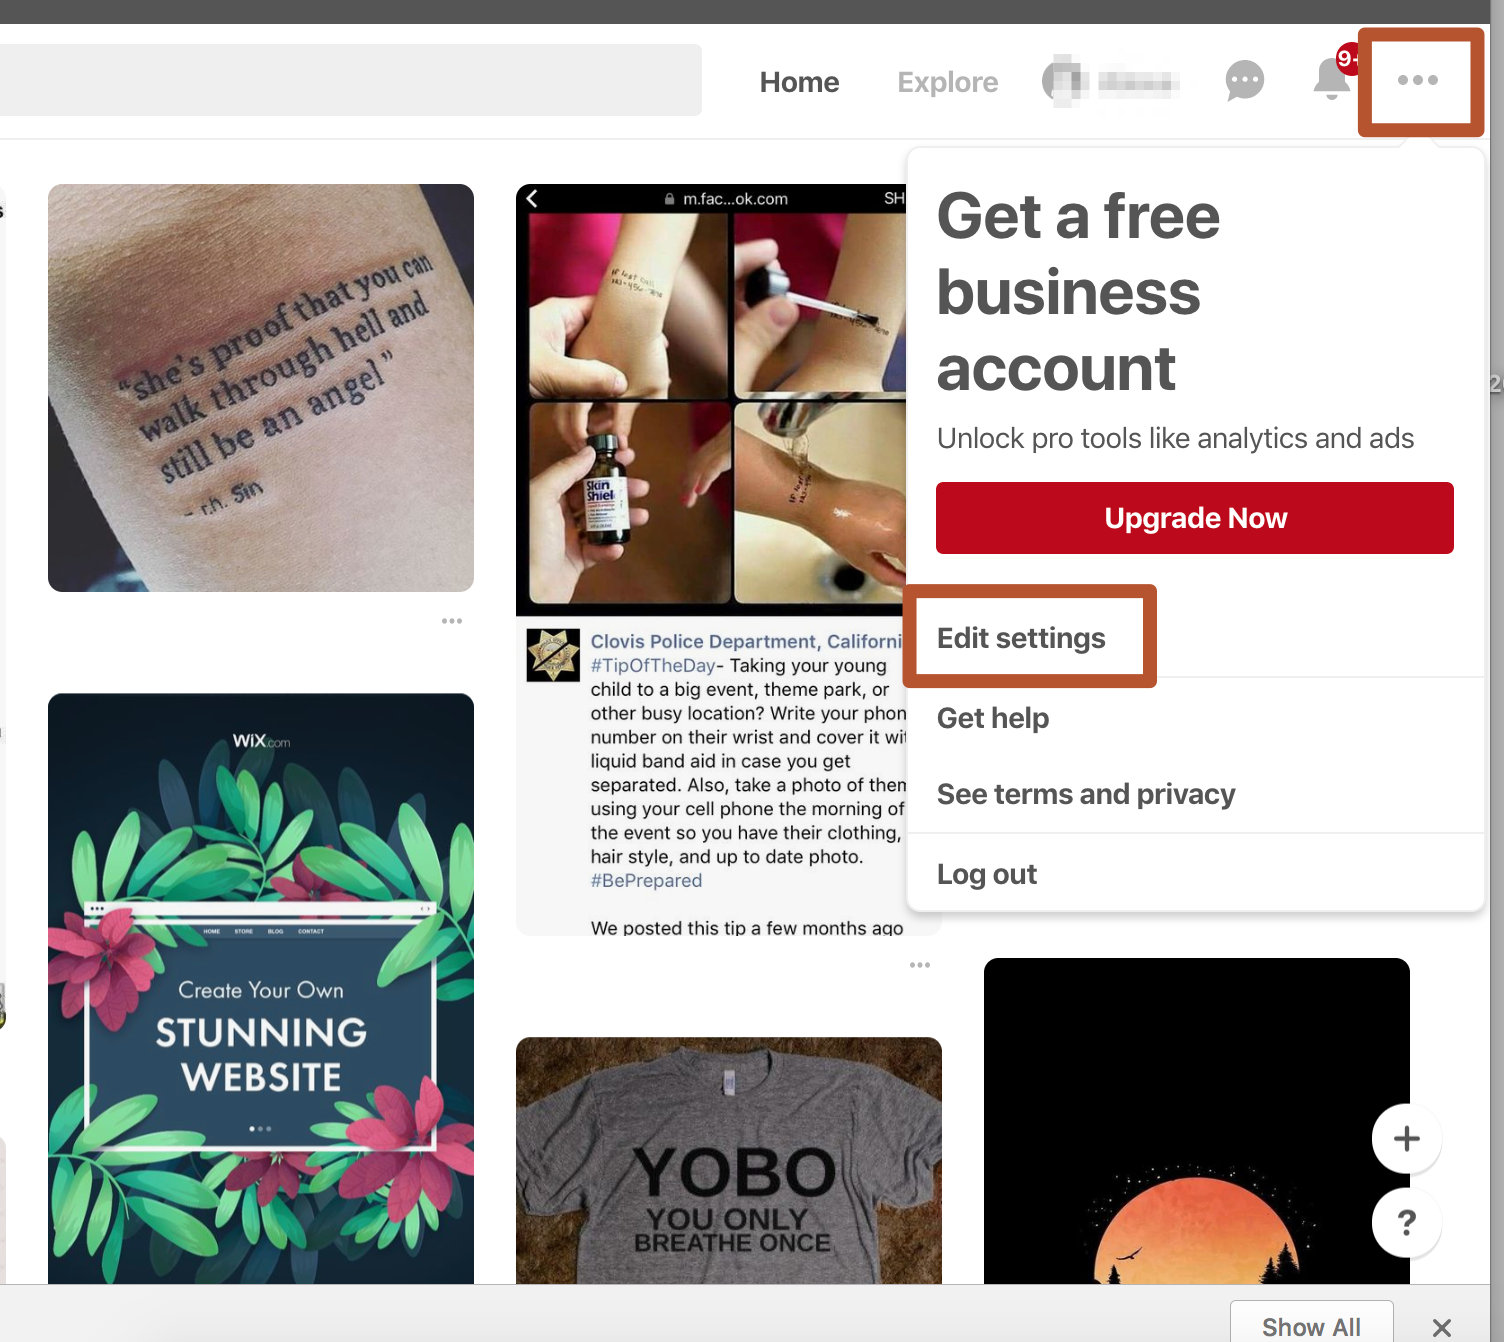 Home
Explore
9+
“she's proof that you can
walk through hell and
still be an angel”
- r.h. Sin
m.fac...ok.com
SH
If lost call
Skin
Shiel
Clovis Police Department, Californi
#TipOfTheDay- Taking your young
child to a big event, theme park, or
other busy location? Write your phon
number on their wrist and cover it wit
liquid band aid in case you get
separated. Also, take a photo of them
using your cell phone the morning of
the event so you have their clothing,
hair style, and up to date photo.
#BePrepared
We posted this tip a few months ago
Get a free
business
account
Unlock pro tools like analytics and ads
Upgrade Now
Edit settings
Get help
See terms and privacy
Log out
WiX.com
HOME STORE BLOG CONTACT
Create Your Own
STUNNING
WEBSITE
YOBO
YOU ONLY
BREATHE ONCE
+
?
Show All